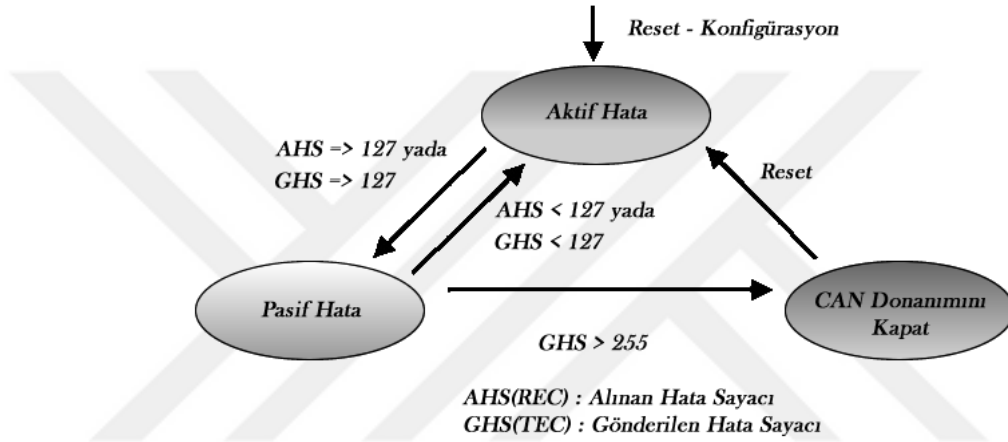 Reset - Konfigürasyon
Aktif Hata
AHS => 127 yada
GHS => 127
Reset
AHS < 127 yada
GHS < 127
Pasif Hata
CAN Donanımını
Kapat
GHS > 255
AHS(REC) : Alınan Hata Sayacı
GHS(TEC) : Gönderilen Hata Sayacı